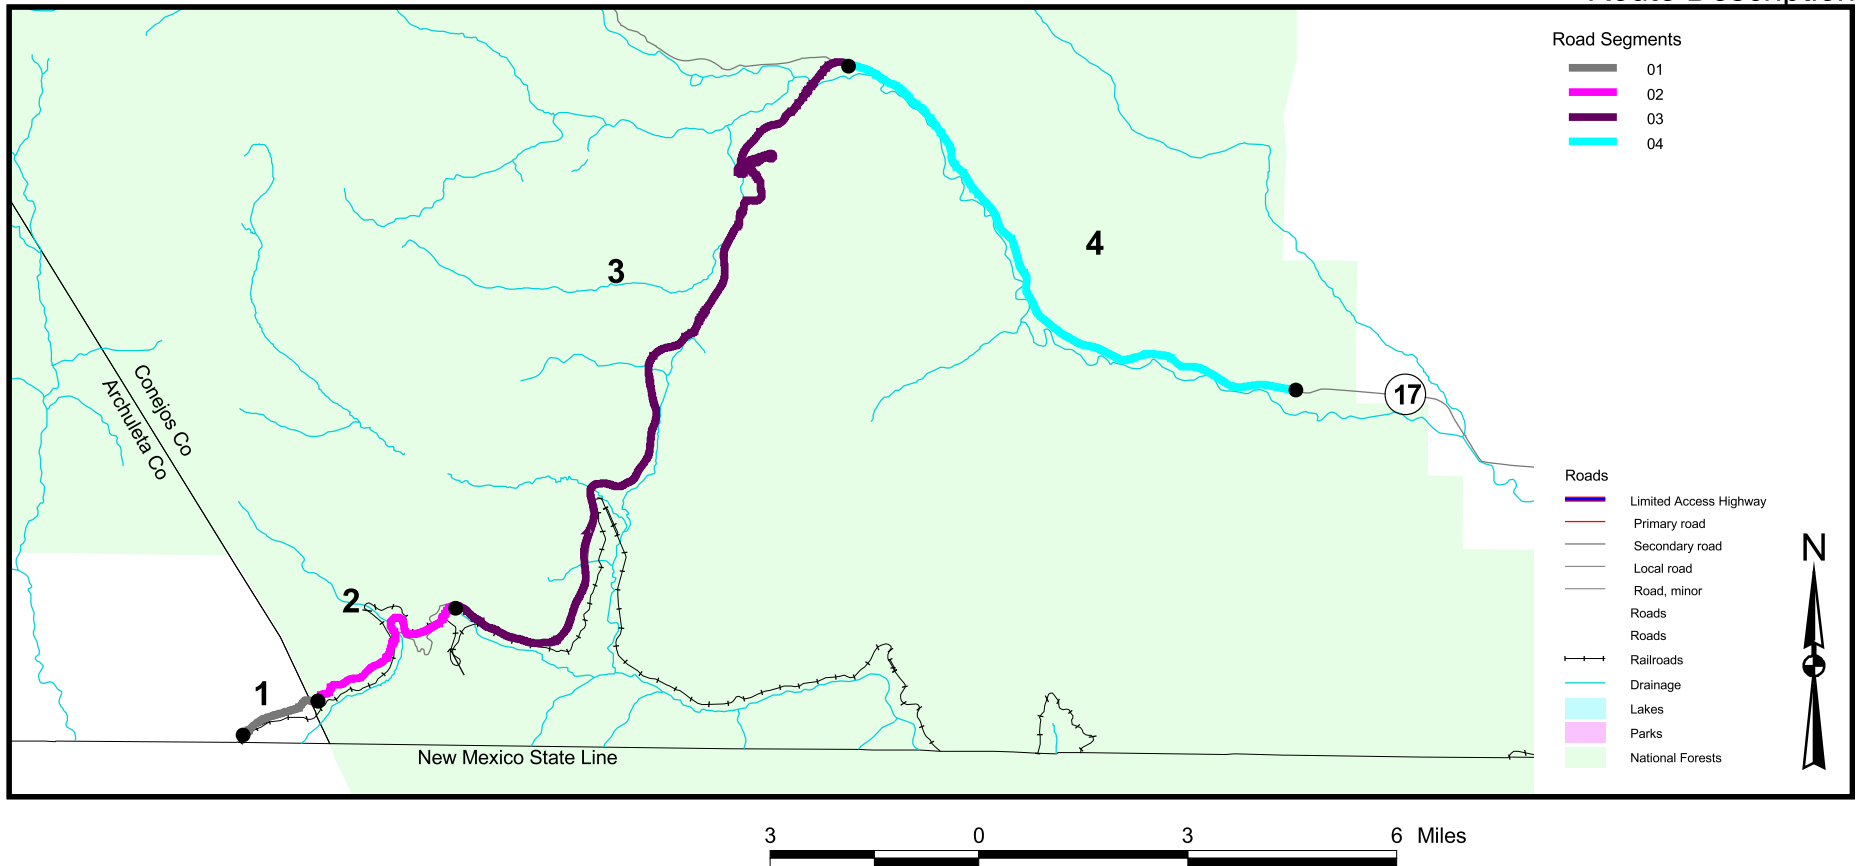 Route Description
Road Segments
01
02
03
04
4
3
17
Conejos Co
Archuleta Co
Roads
Limited Access Highway
Primary road
Secondary road
Local road
Road, minor
Roads
Roads
Railroads
Drainage
Lakes
Parks
National Forests
N
2
1
New Mexico State Line
3 0 3 6 Miles